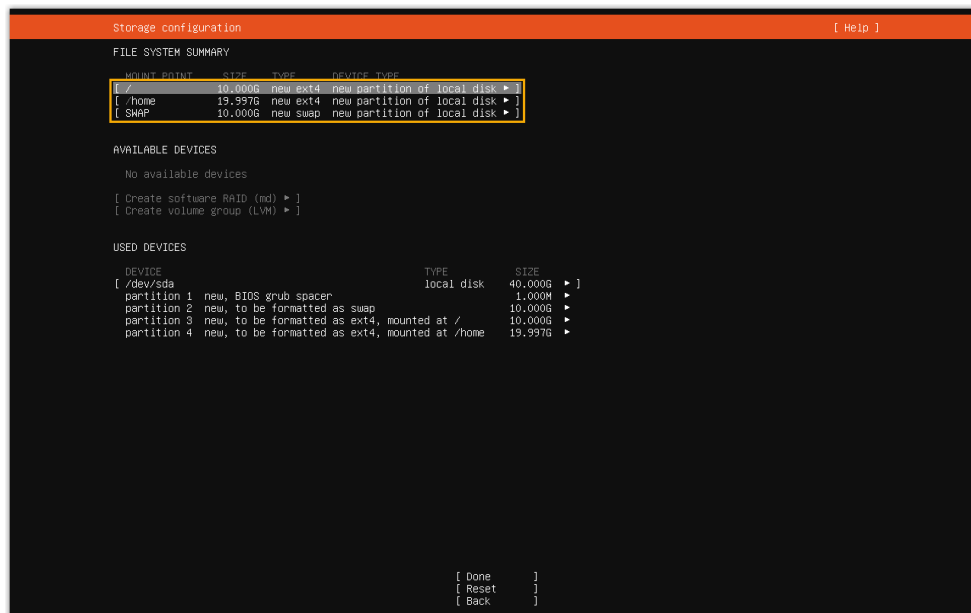 Storage configuration [ Help ]
FILE SYSTEM SUMMARY
MOUNT POINT SIZE TYPE DEVICE TYPE
[ / 10.000G new ext4 new partition of local disk ▸ ]
[ /home 19.997G new ext4 new partition of local disk ▸ ]
[ SWAP 10.000G new swap new partition of local disk ▸ ]
AVAILABLE DEVICES
No available devices
[ Create software RAID (md) ▸ ]
[ Create volume group (LVM) ▸ ]
USED DEVICES
DEVICE TYPE SIZE
[ /dev/sda local disk 40.000G ▸ ]
partition 1 new, BIOS grub spacer 1.000M ▸
partition 2 new, to be formatted as swap 10.000G ▸
partition 3 new, to be formatted as ext4, mounted at / 10.000G ▸
partition 4 new, to be formatted as ext4, mounted at /home 19.997G ▸
[ Done ]
[ Reset ]
[ Back ]